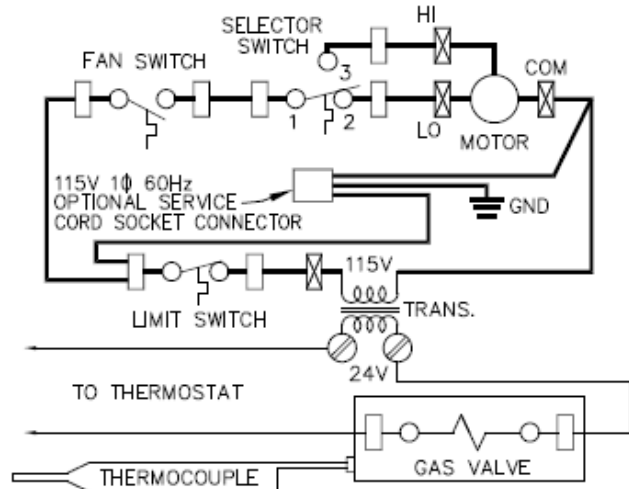 SELECTOR
SWITCH
HI
FAN SWITCH
3
COM
1
2
LO
MOTOR
115V 1ϕ 60Hz
OPTIONAL SERVICE
CORD SOCKET CONNECTOR
GND
115V
LIMIT SWITCH
TRANS.
24V
TO THERMOSTAT
THERMOCOUPLE
GAS VALVE